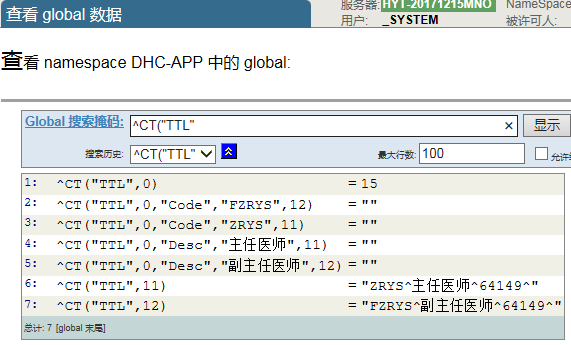 查看 global 数据
服务器: HYT-20171215MNO NameSpace
用户: _SYSTEM 被许可人:
查看 namespace DHC-APP 中的 global:
Global 搜索掩码: ^CT("TTL" × 显示
搜索历史: ^CT("TTL" 最大行数: 100 允许
1: ^CT("TTL",0) = 15
2: ^CT("TTL",0,"Code","FZRYS",12) = ""
3: ^CT("TTL",0,"Code","ZRYS",11) = ""
4: ^CT("TTL",0,"Desc","主任医师",11) = ""
5: ^CT("TTL",0,"Desc","副主任医师",12) = ""
6: ^CT("TTL",11) = "ZRYS^主任医师^64149^"
7: ^CT("TTL",12) = "FZRYS^副主任医师^64149^"
总计: 7 [global 末尾]